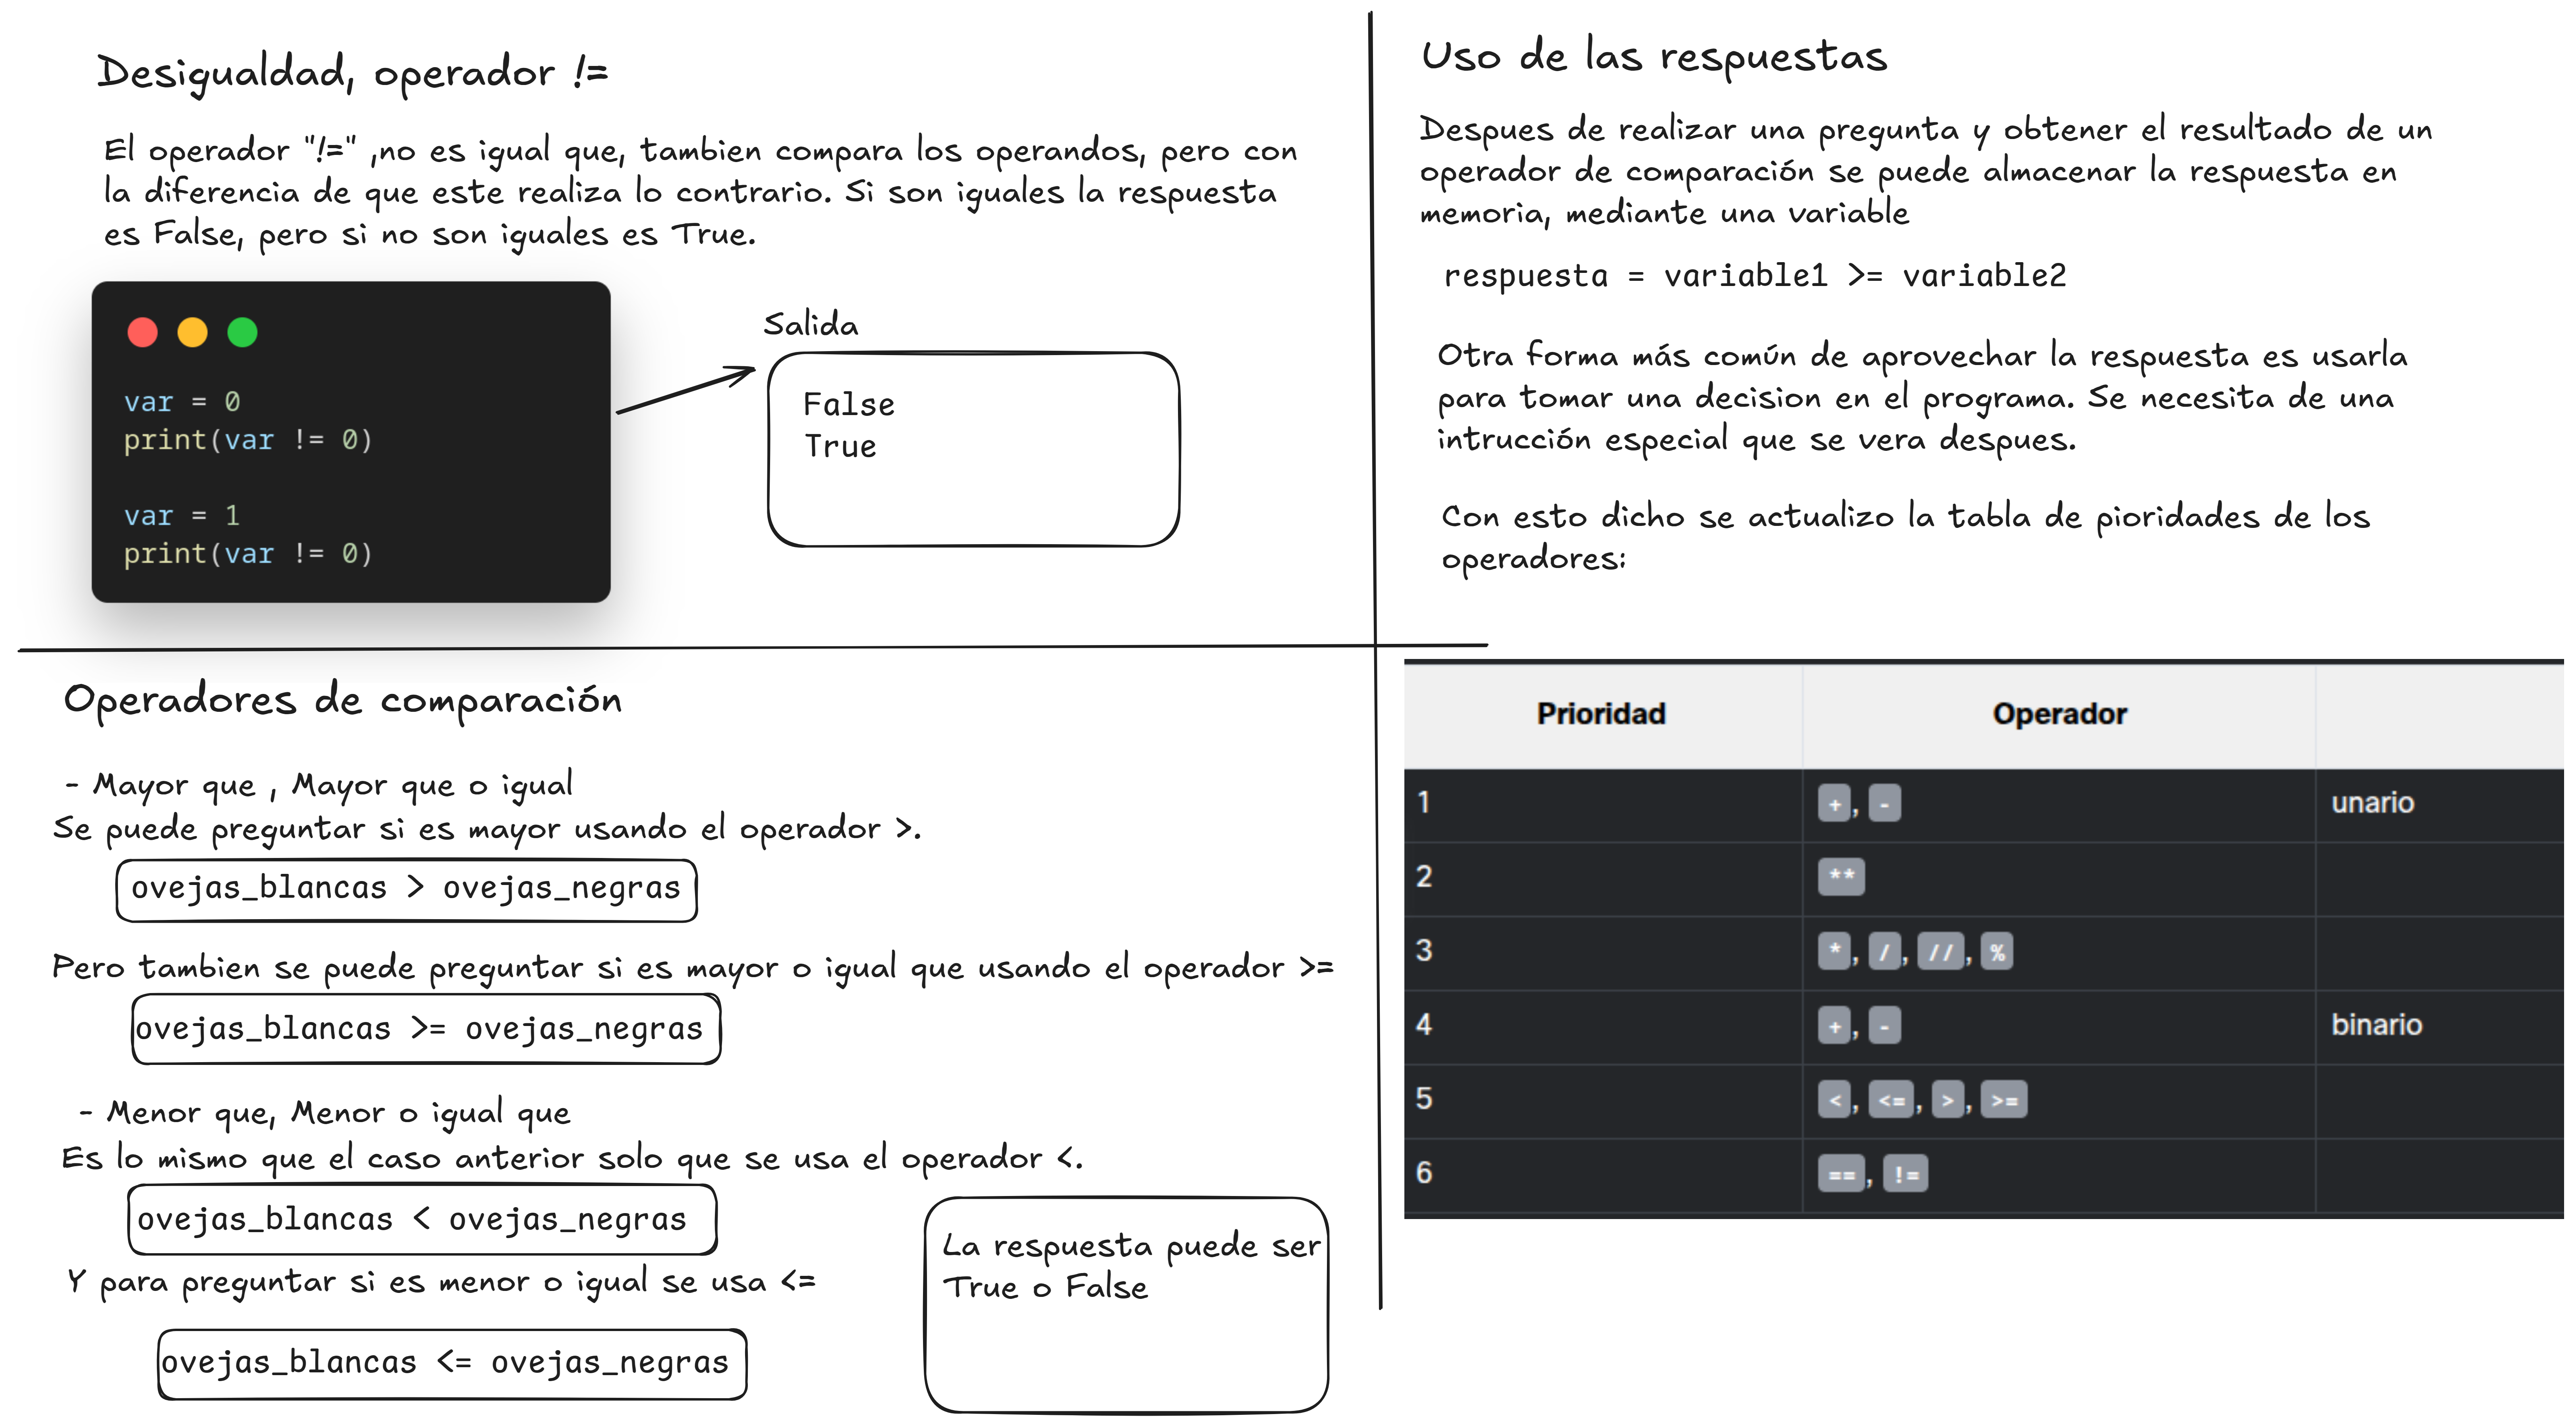 Desigualdad, operador !=
El operador "!=" ,no es igual que, tambien compara los operandos, pero con
la diferencia de que este realiza lo contrario. Si son iguales la respuesta
es False, pero si no son iguales es True.
var = 0
print(var != 0)
var = 1
print(var != 0)
Salida
False
True
Uso de las respuestas
Despues de realizar una pregunta y obtener el resultado de un
operador de comparación se puede almacenar la respuesta en
memoria, mediante una variable
respuesta = variable1 >= variable2
Otra forma más común de aprovechar la respuesta es usarla
para tomar una decision en el programa. Se necesita de una
intrucción especial que se vera despues.
Con esto dicho se actualizo la tabla de pioridades de los
operadores:
Operadores de comparación
- Mayor que , Mayor que o igual
Se puede preguntar si es mayor usando el operador >.
ovejas_blancas > ovejas_negras
Pero tambien se puede preguntar si es mayor o igual que usando el operador >=
ovejas_blancas >= ovejas_negras
- Menor que, Menor o igual que
Es lo mismo que el caso anterior solo que se usa el operador <.
ovejas_blancas < ovejas_negras
Y para preguntar si es menor o igual se usa <=
ovejas_blancas <= ovejas_negras
La respuesta puede ser
True o False
Prioridad Operador
1 +, - unario
2 **
3 *, /, //, %
4 +, - binario
5 <, <=, >, >=
6 ==, !=